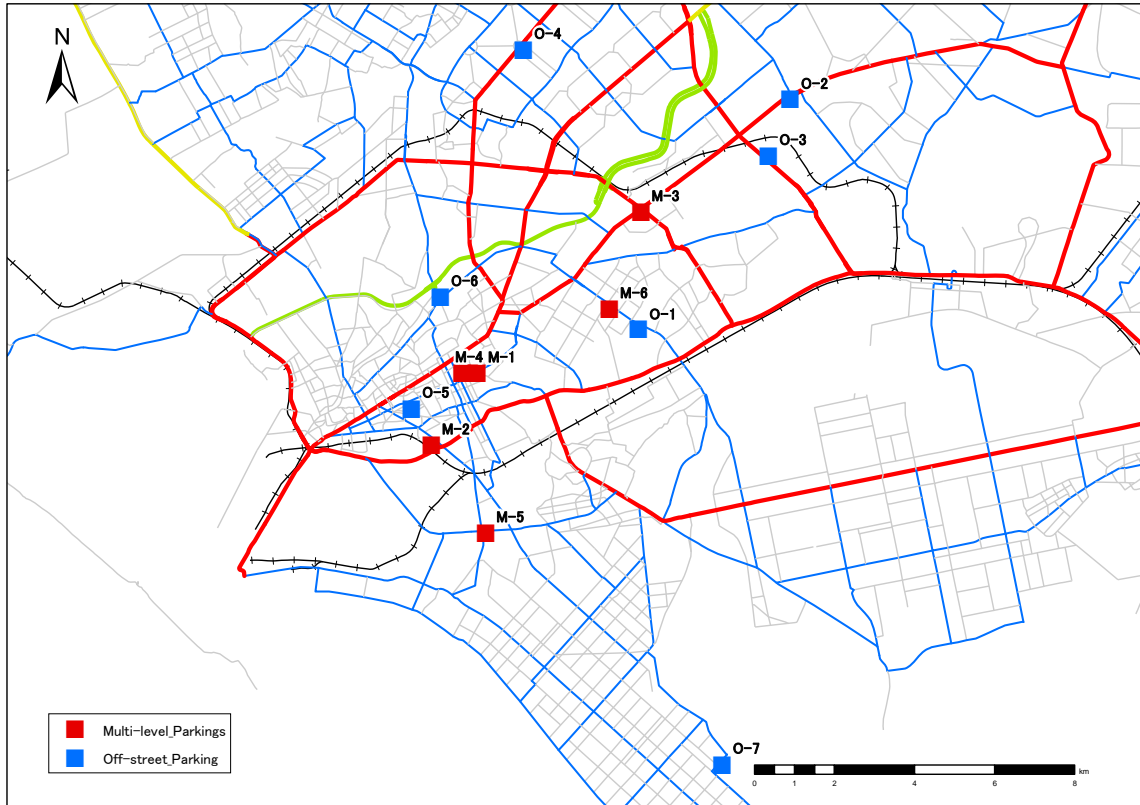 N
O-4
O-2
O-3
M-3
O-6
M-6
O-1
M-4 M-1
O-5
M-2
M-5
O-7
Multi-level_Parkings
Off-street_Parking
km
0 1 2 4 6 8